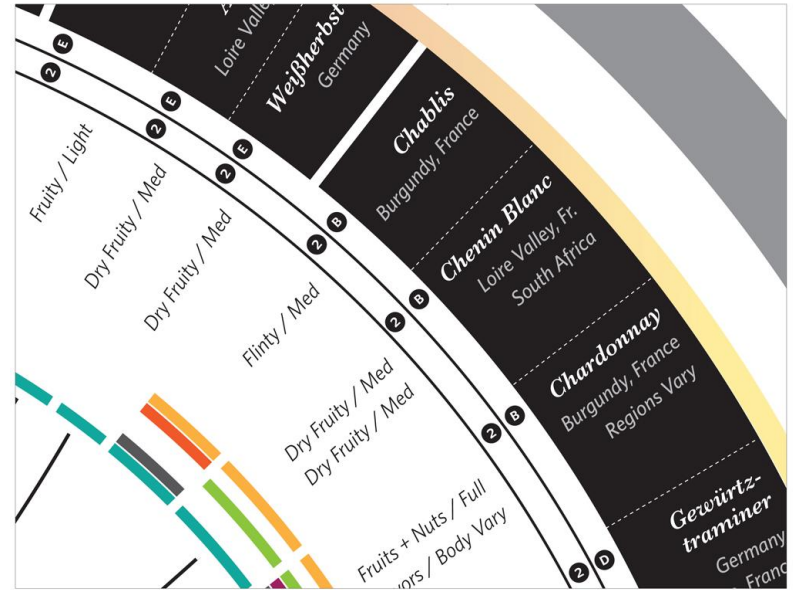 E
2
Fruity / Light
E
2
Dry Fruity / Med
Loire
E
2
Dry Fruity / Med
Weißherbst
Germany
Chablis
Burgundy, France
B
2
Flinty / Med
Chenin Blanc
Loire Valley, Fr.
South Africa
B
2
Dry Fruity / Med
Dry Fruity / Med
Chardonnay
Burgundy, France
Regions Vary
B
2
Fruits + Nuts / Full
/ Body Vary
Gewürtz-
traminer
Germany
D
2